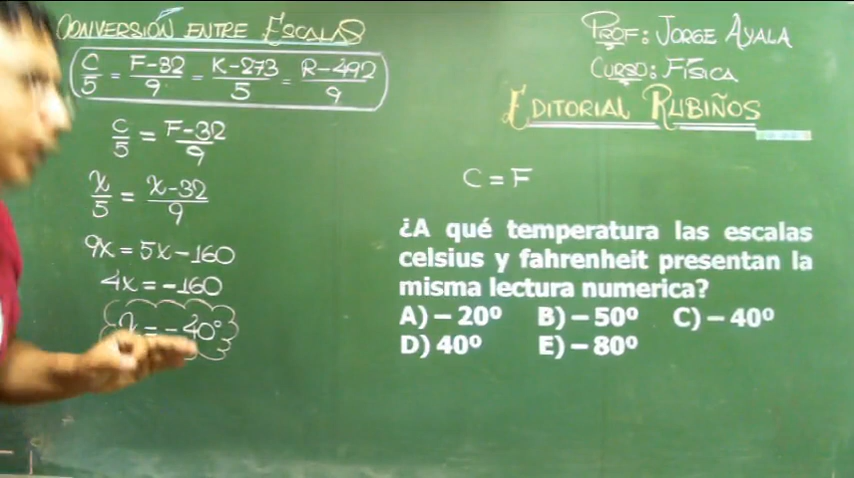 CONVERSIÓN ENTRE ESCALAS
C/5 = F-32/9 = K-273/5 = R-492/9
C/5 = F-32/9
x/5 = x-32/9
9x = 5x-160
4x = -160
x = -40°
PROF: JORGE AYALA
CURSO: FÍSICA
EDITORIAL RUBIÑOS
C = F
¿A qué temperatura las escalas
celsius y fahrenheit presentan la
misma lectura numerica?
A) – 20º B) – 50º C) – 40º
D) 40º E) – 80º